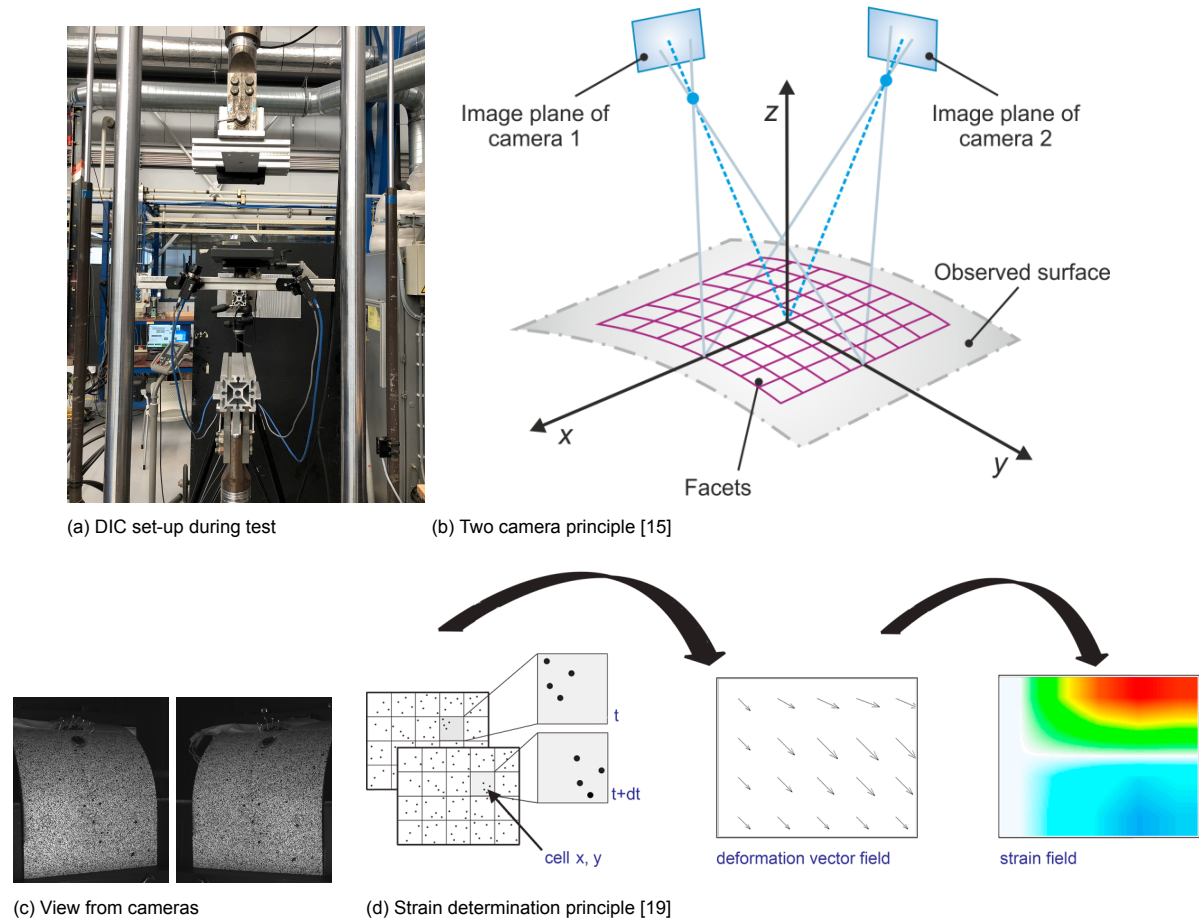 Image plane of
camera 1
Image plane of
camera 2
z
Observed surface
x
y
Facets
(a) DIC set-up during test
(b) Two camera principle [15]
t
t+dt
cell x, y
deformation vector field
strain field
(c) View from cameras
(d) Strain determination principle [19]